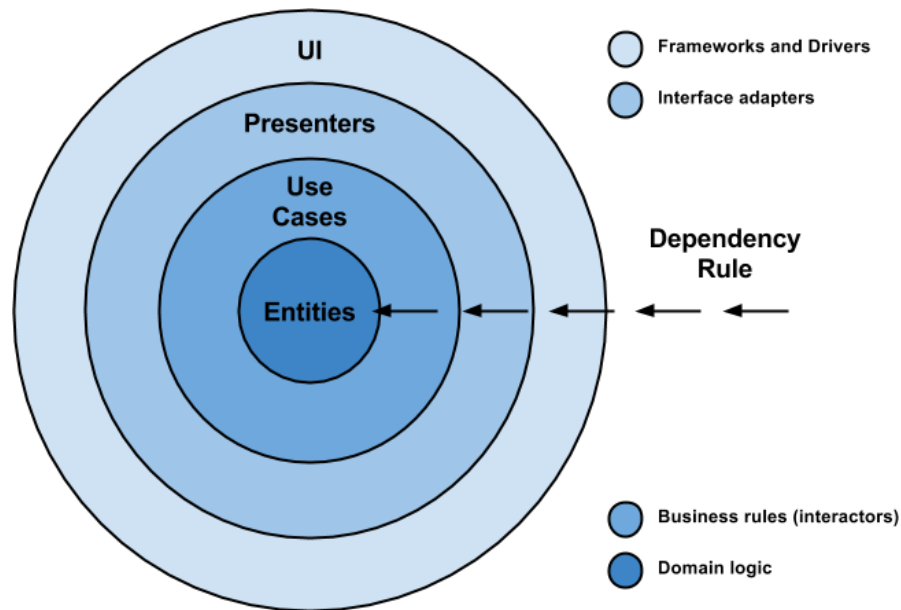 UI
Presenters
Use
Cases
Entities
Frameworks and Drivers
Interface adapters
Dependency
Rule
Business rules (interactors)
Domain logic